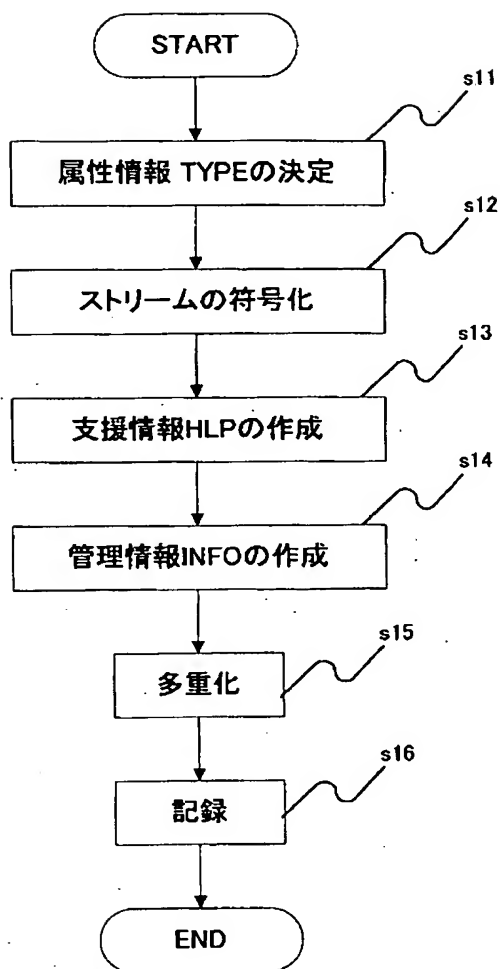 START
s11
属性情報 TYPEの決定
s12
ストリームの符号化
s13
支援情報HLPの作成
s14
管理情報INFOの作成
s15
多重化
s16
記録
END